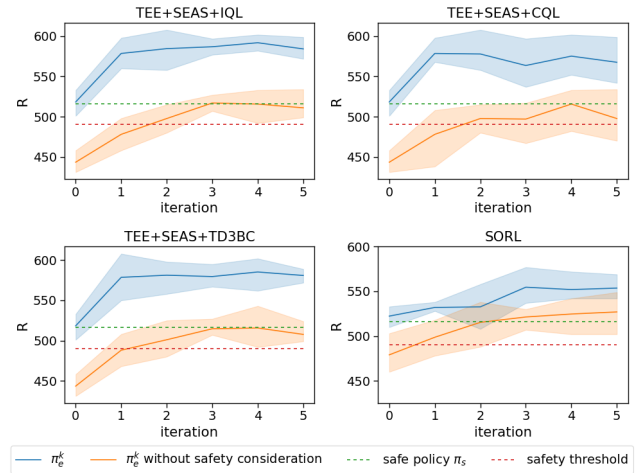 TEE+SEAS+IQL
TEE+SEAS+CQL
600
550
500
450
R
0 1 2 3 4 5
iteration
600
550
500
450
R
0 1 2 3 4 5
iteration
TEE+SEAS+TD3BC
SORL
600
550
500
450
R
0 1 2 3 4 5
iteration
600
550
500
450
R
0 1 2 3 4 5
iteration
π_e^k
π_e^k without safety consideration
safe policy π_s
safety threshold